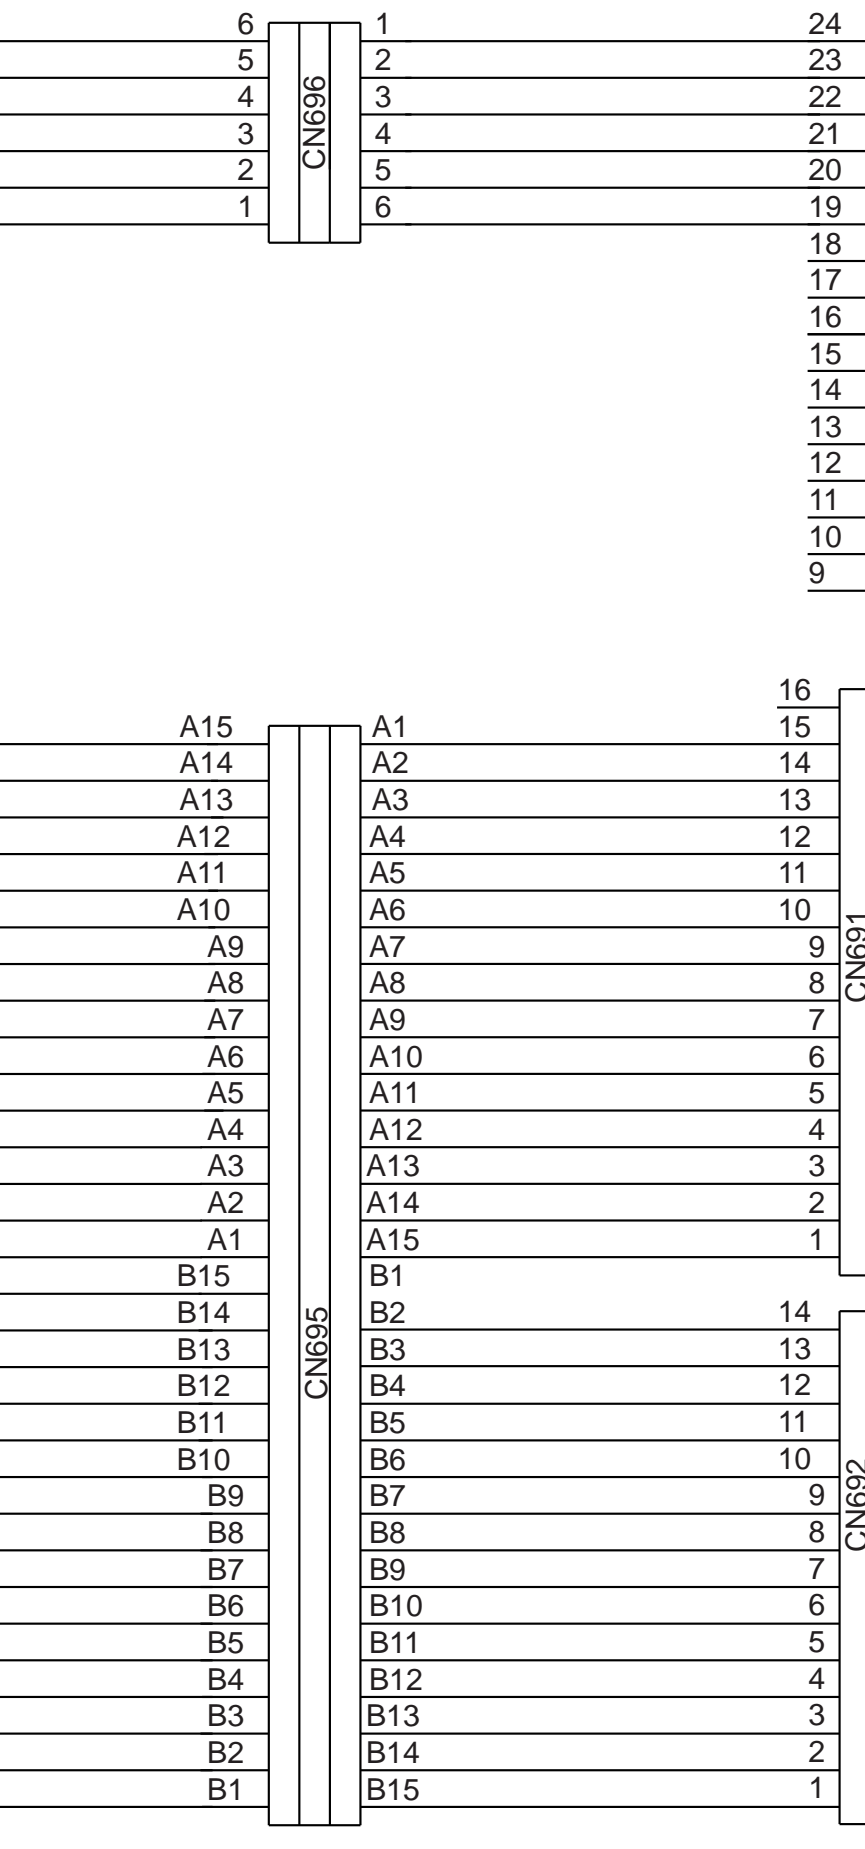 6 1 24
5 2 23
4 3 22
3 4 21
2 5 20
1 6 19
CN696
18
17
16
15
14
13
12
11
10
9
16
A15 A1 15
A14 A2 14
A13 A3 13
A12 A4 12
A11 A5 11
A10 A6 10
A9 A7 9
A8 A8 8
A7 A9 7
A6 A10 6
A5 A11 5
A4 A12 4
A3 A13 3
A2 A14 2
A1 A15 1
CN691
B15 B1
B14 B2 14
B13 B3 13
B12 B4 12
B11 B5 11
B10 B6 10
B9 B7 9
B8 B8 8
B7 B9 7
B6 B10 6
B5 B11 5
B4 B12 4
B3 B13 3
B2 B14 2
B1 B15 1
CN695
CN692